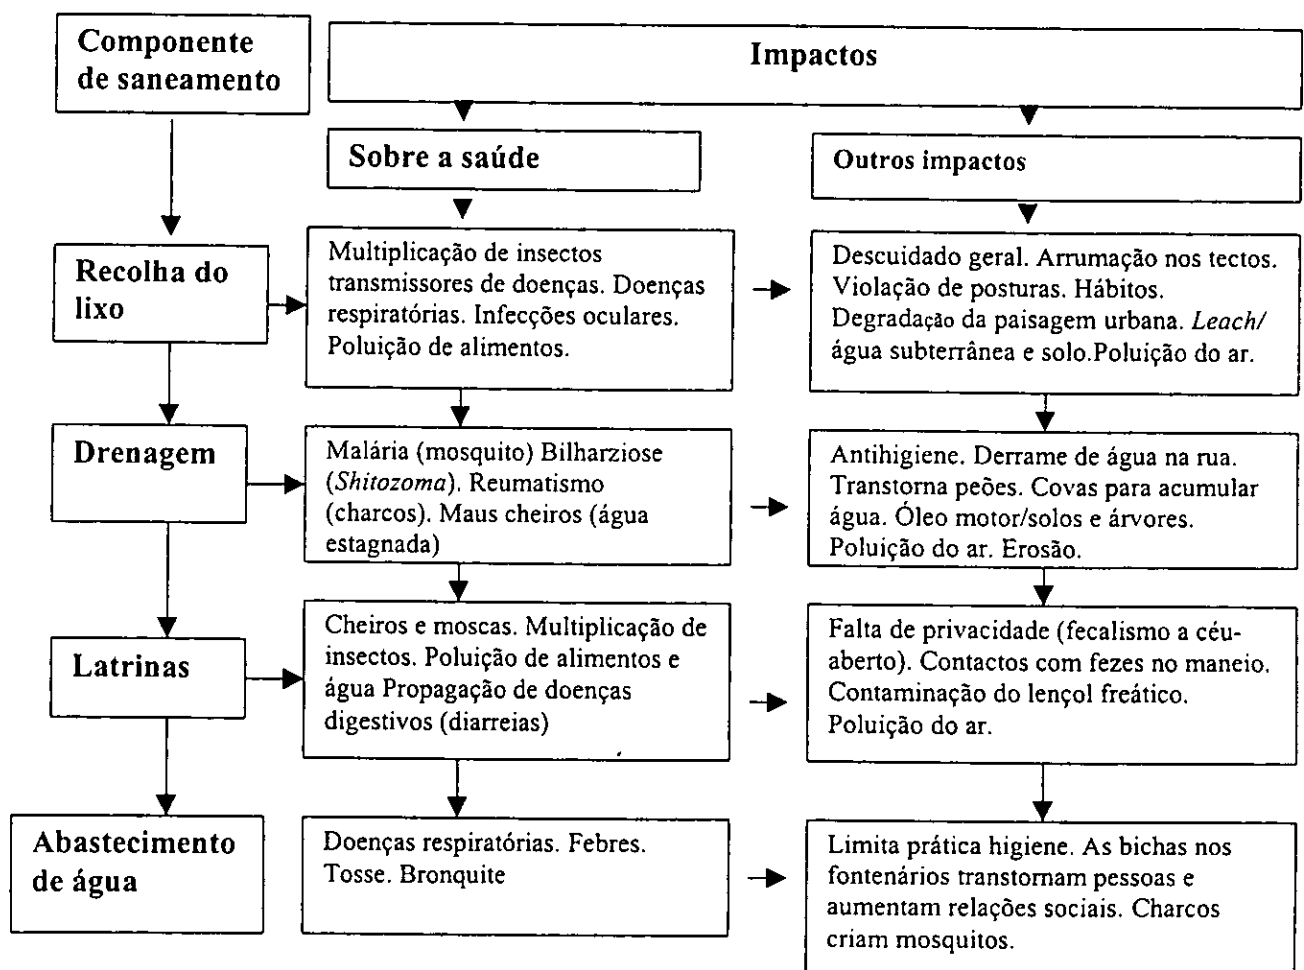 Componente
de saneamento
Impactos
Sobre a saúde
Outros impactos
Recolha do
lixo
Multiplicação de insectos
transmissores de doenças. Doenças
respiratórias. Infecções oculares.
Poluição de alimentos.
Descuidado geral. Arrumação nos tectos.
Violação de posturas. Hábitos.
Degradação da paisagem urbana. Leach/
água subterrânea e solo.Poluição do ar.
Drenagem
Malária (mosquito) Bilharziose
(Shitozoma). Reumatismo
(charcos). Maus cheiros (água
estagnada)
Antihigiene. Derrame de água na rua.
Transtorna peões. Covas para acumular
água. Óleo motor/solos e árvores.
Poluição do ar. Erosão.
Latrinas
Cheiros e moscas. Multiplicação de
insectos. Poluição de alimentos e
água Propagação de doenças
digestivos (diarreias)
Falta de privacidade (fecalismo a céu-
aberto). Contactos com fezes no maneio.
Contaminação do lençol freático.
Poluição do ar.
Abastecimento
de água
Doenças respiratórias. Febres.
Tosse. Bronquite
Limita prática higiene. As bichas nos
fontenários transtornam pessoas e
aumentam relações sociais. Charcos
criam mosquitos.